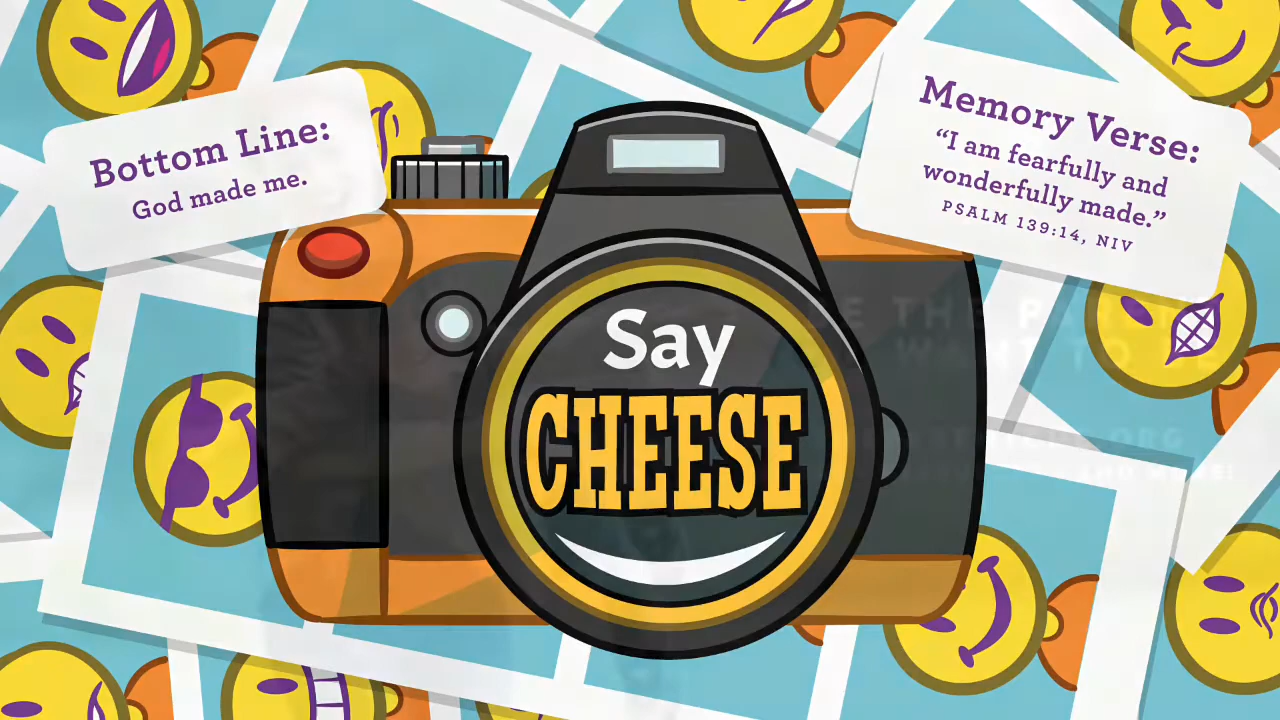 Bottom Line:
God made me.
Memory Verse:
“I am fearfully and
wonderfully made.”
PSALM 139:14, NIV
Say
CHEESE